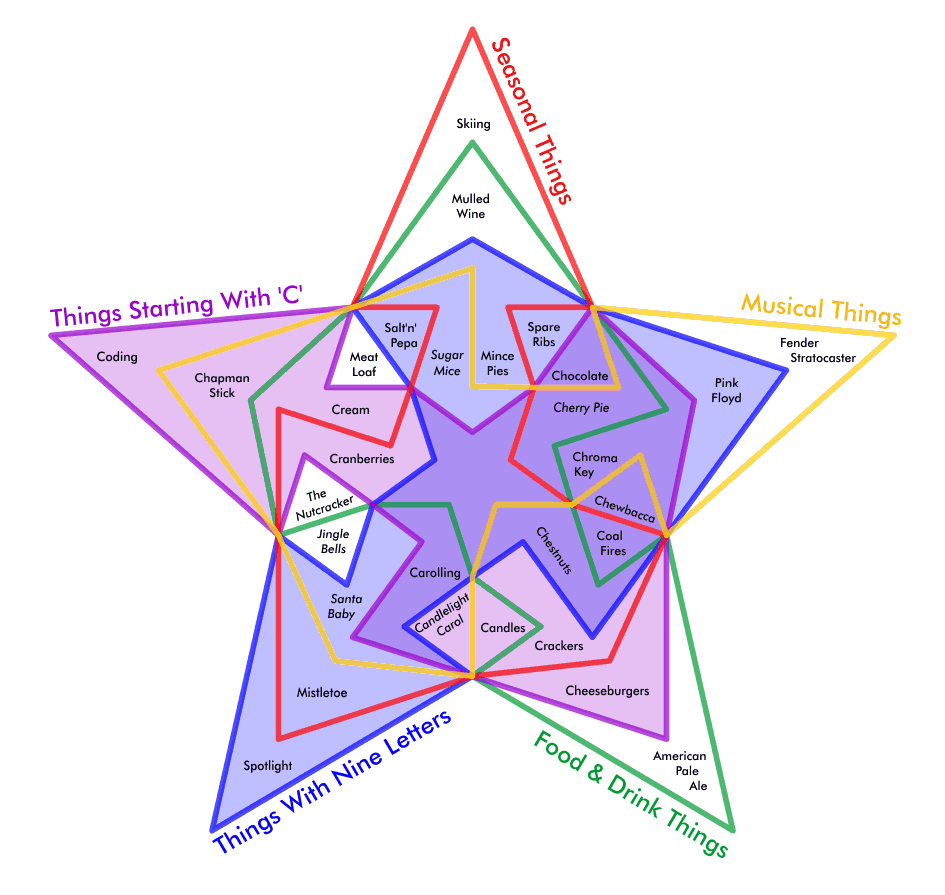 Seasonal Things
Skiing
Mulled
Wine
Things Starting With 'C'
Musical Things
Coding
Chapman
Stick
Meat
Loaf
Salt'n'
Pepa
Sugar
Mice
Mince
Pies
Spare
Ribs
Chocolate
Pink
Floyd
Fender
Stratocaster
Cream
Cherry Pie
Cranberries
Chroma
Key
The
Nutcracker
Chewbacca
Jingle
Bells
Coal
Fires
Chestnuts
Carolling
Santa
Baby
Candlelight
Carol
Candles
Crackers
Mistletoe
Cheeseburgers
Spotlight
American
Pale
Ale
Things With Nine Letters
Food & Drink Things